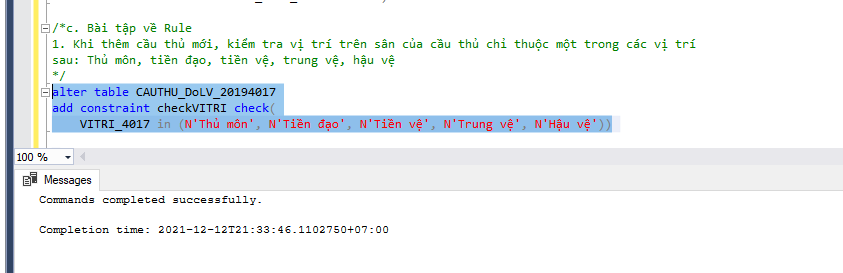 /*c. Bài tập về Rule
1. Khi thêm cầu thủ mới, kiểm tra vị trí trên sân của cầu thủ chỉ thuộc một trong các vị trí
sau: Thủ môn, tiền đạo, tiền vệ, trung vệ, hậu vệ
*/
alter table CAUTHU_DoLV_20194017
add constraint checkVITRI check(
VITRI_4017 in (N'Thủ môn', N'Tiền đạo', N'Tiền vệ', N'Trung vệ', N'Hậu vệ'))
100 %
Messages
Commands completed successfully.
Completion time: 2021-12-12T21:33:46.1102750+07:00